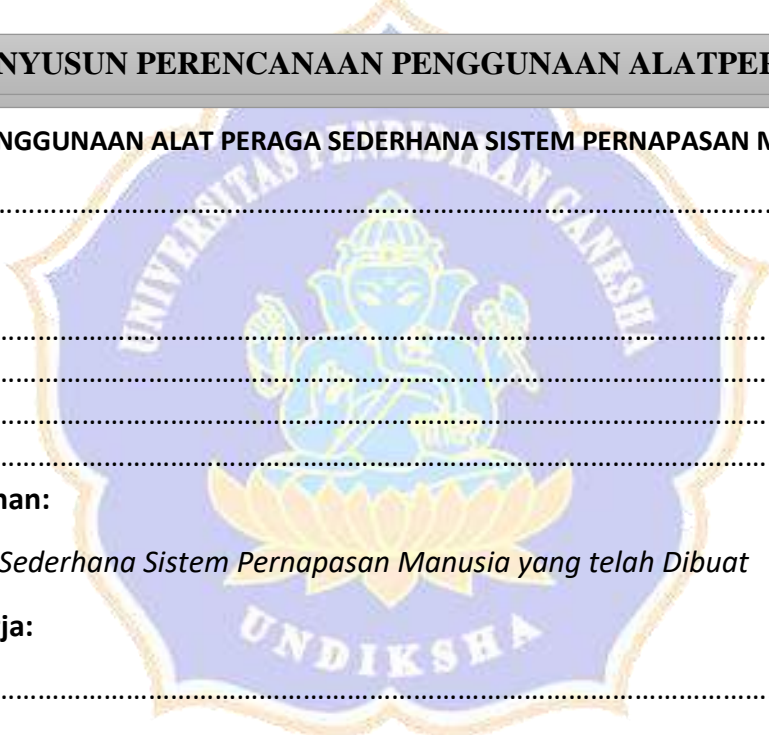 NYUSUN PERENCANAAN PENGGUNAAN ALATPER
NGGUNAAN ALAT PERAGA SEDERHANA SISTEM PERNAPASAN M
UNIVERSITAS PENDIDIKAN GANESHA
................................................................................
................................................................................
................................................................................
................................................................................
................................................................................
han:
Sederhana Sistem Pernapasan Manusia yang telah Dibuat
ja:
UNDIKSHA
................................................................................